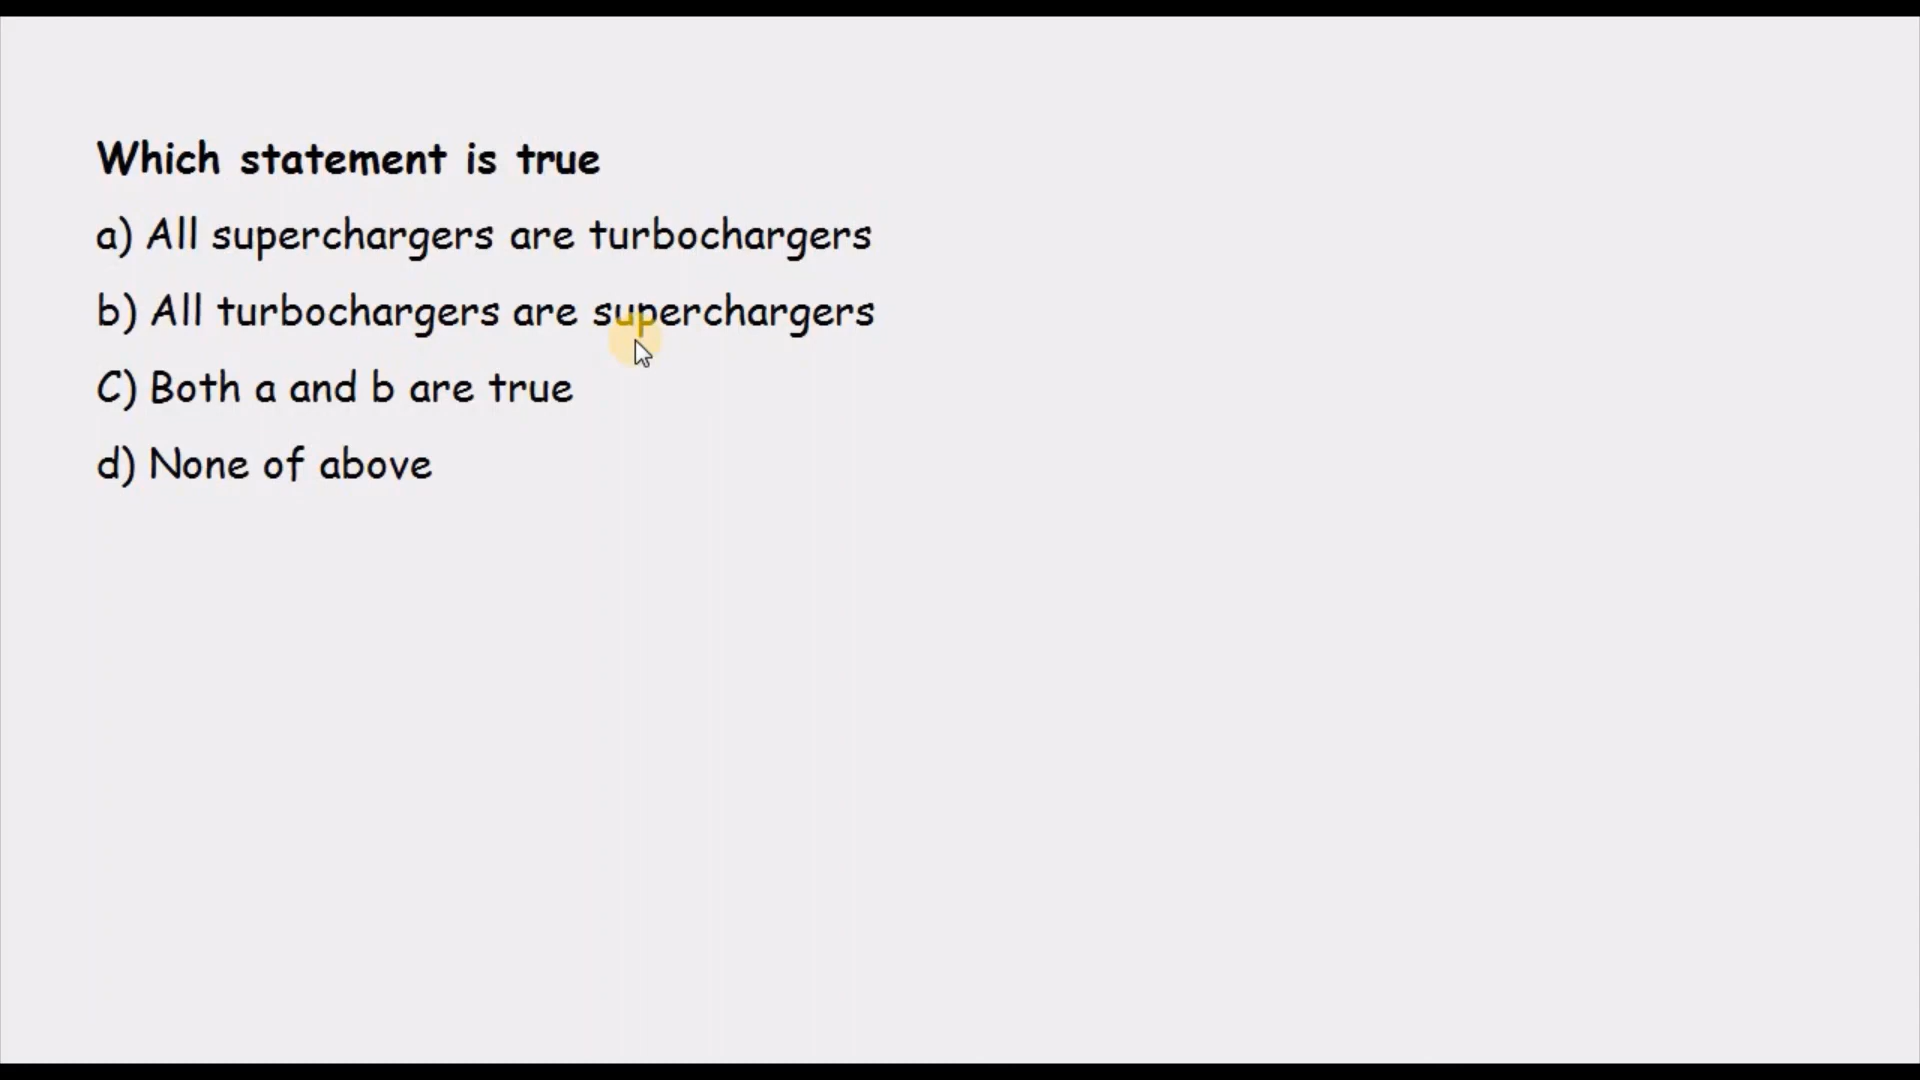 Which statement is true
a) All superchargers are turbochargers
b) All turbochargers are superchargers
C) Both a and b are true
d) None of above